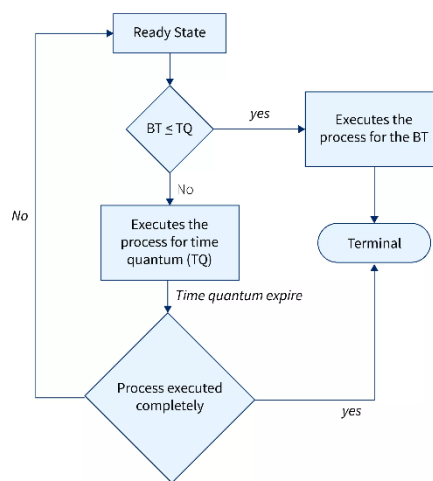 Ready State
BT ≤ TQ
yes
Executes the
process for the BT
No
No
Executes the
process for time
quantum (TQ)
Terminal
Time quantum expire
Process executed
completely
yes